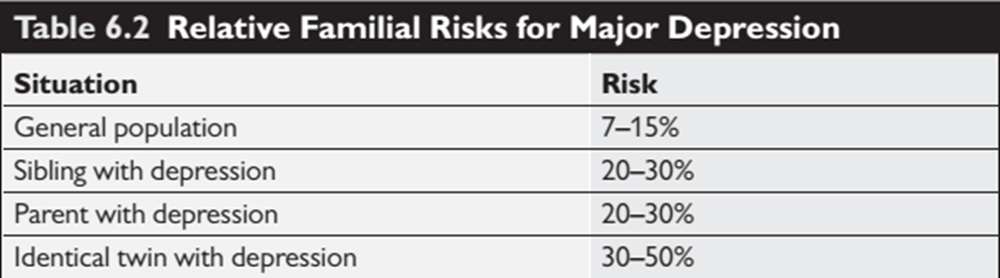 Table 6.2 Relative Familial Risks for Major Depression
Situation Risk
General population 7–15%
Sibling with depression 20–30%
Parent with depression 20–30%
Identical twin with depression 30–50%